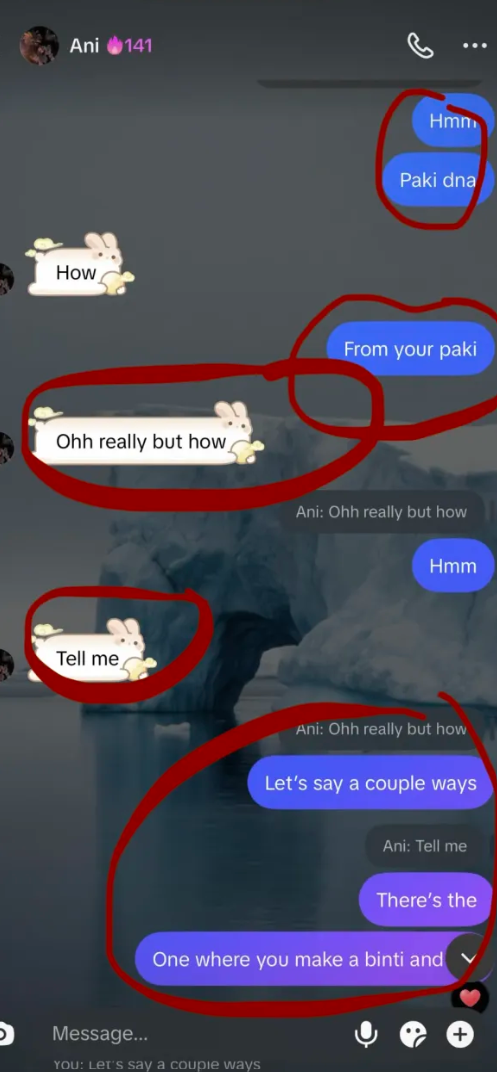 Ani 141
Hmm
Paki dna
How
From your paki
Ohh really but how
Ani: Ohh really but how
Hmm
Tell me
Ani: Ohh really but how
Let's say a couple ways
Ani: Tell me
There's the
One where you make a binti and
Message...
You: Let's say a couple ways